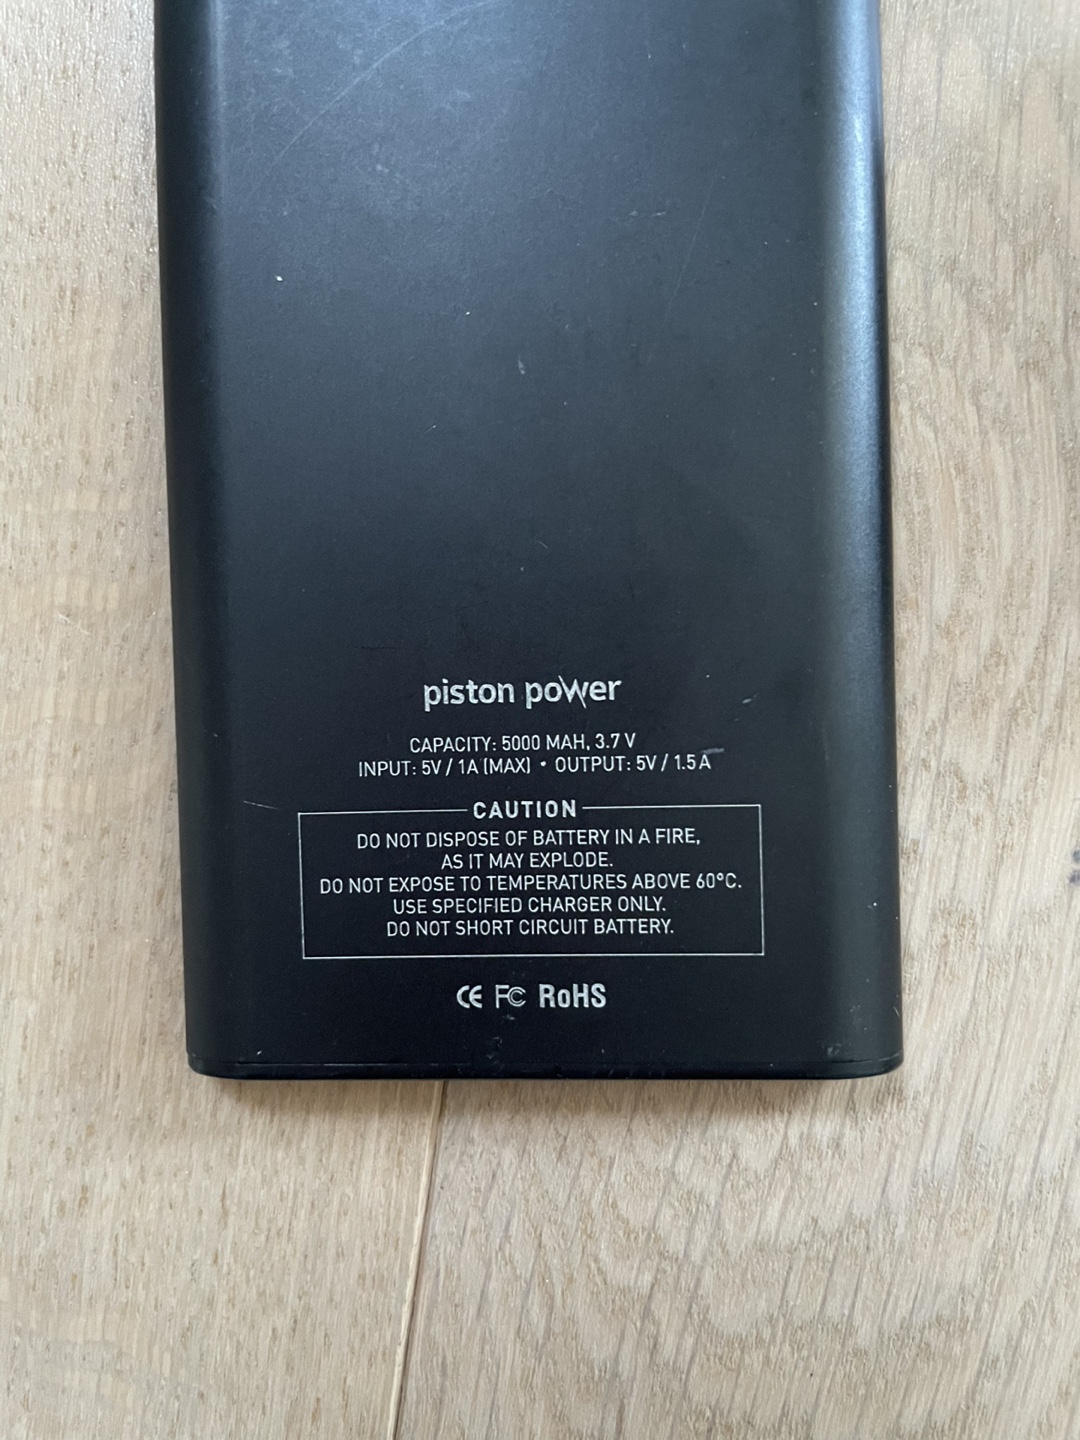 piston power
CAPACITY: 5000 MAH, 3.7 V
INPUT: 5V / 1A (MAX) • OUTPUT: 5V / 1.5 A
CAUTION
DO NOT DISPOSE OF BATTERY IN A FIRE,
AS IT MAY EXPLODE.
DO NOT EXPOSE TO TEMPERATURES ABOVE 60°C.
USE SPECIFIED CHARGER ONLY.
DO NOT SHORT CIRCUIT BATTERY.
CE FC RoHS